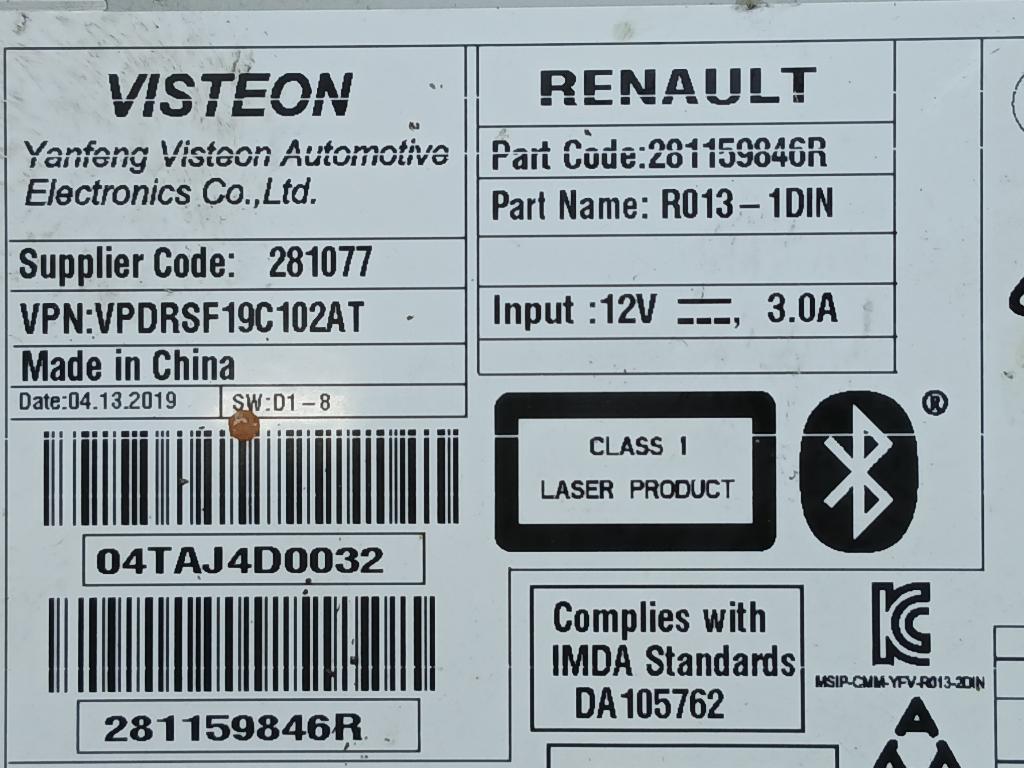 VISTEON
Yanfeng Visteon Automotive
Electronics Co.,Ltd.
Supplier Code: 281077
VPN:VPDRSF19C102AT
Made in China
Date:04.13.2019
SW:D1-8
04TAJ4D0032
281159846R
RENAULT
Part Code:281159846R
Part Name: R013-1DIN
Input :12V ⎓, 3.0A
CLASS 1
LASER PRODUCT
®
Complies with
IMDA Standards
DA105762
MSIP-CMM-YFV-R013-2DIN